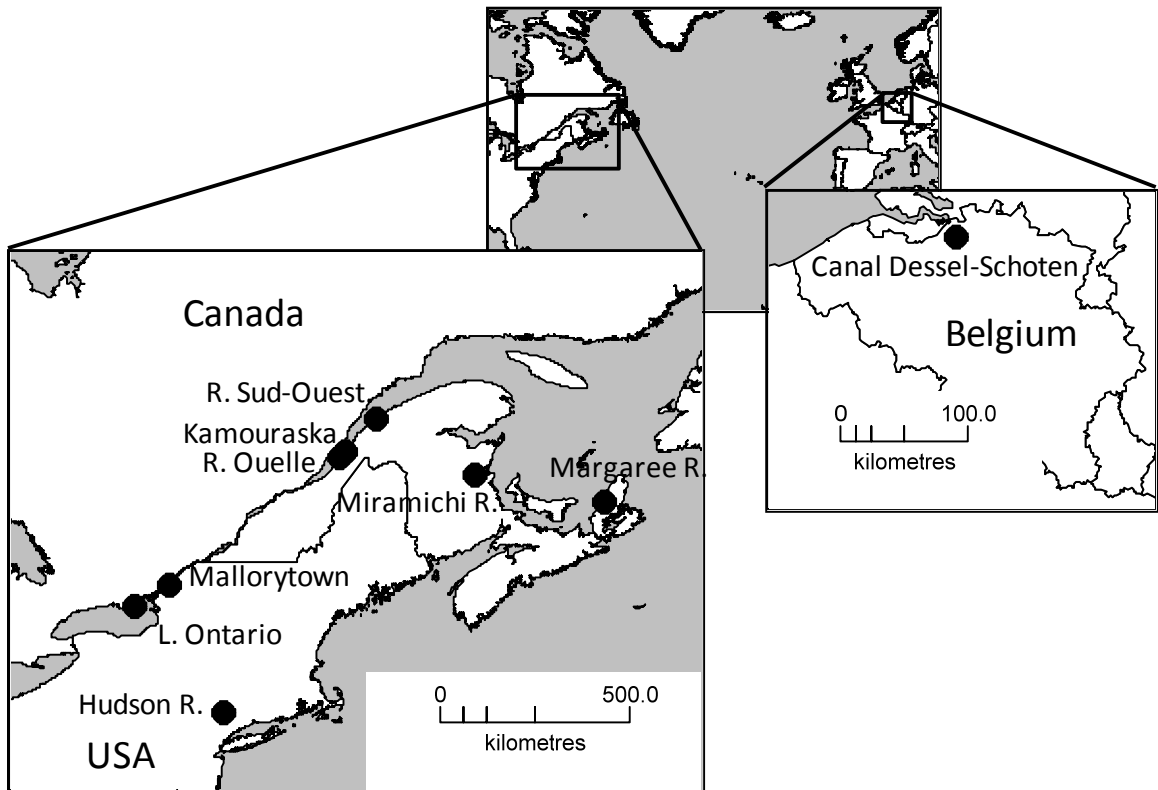 Canada
R. Sud-Ouest
Kamouraska
R. Ouelle
Miramichi R.
Margaree R.
Mallorytown
L. Ontario
Hudson R.
USA
0 500.0
kilometres
Canal Dessel-Schoten
Belgium
0 100.0
kilometres